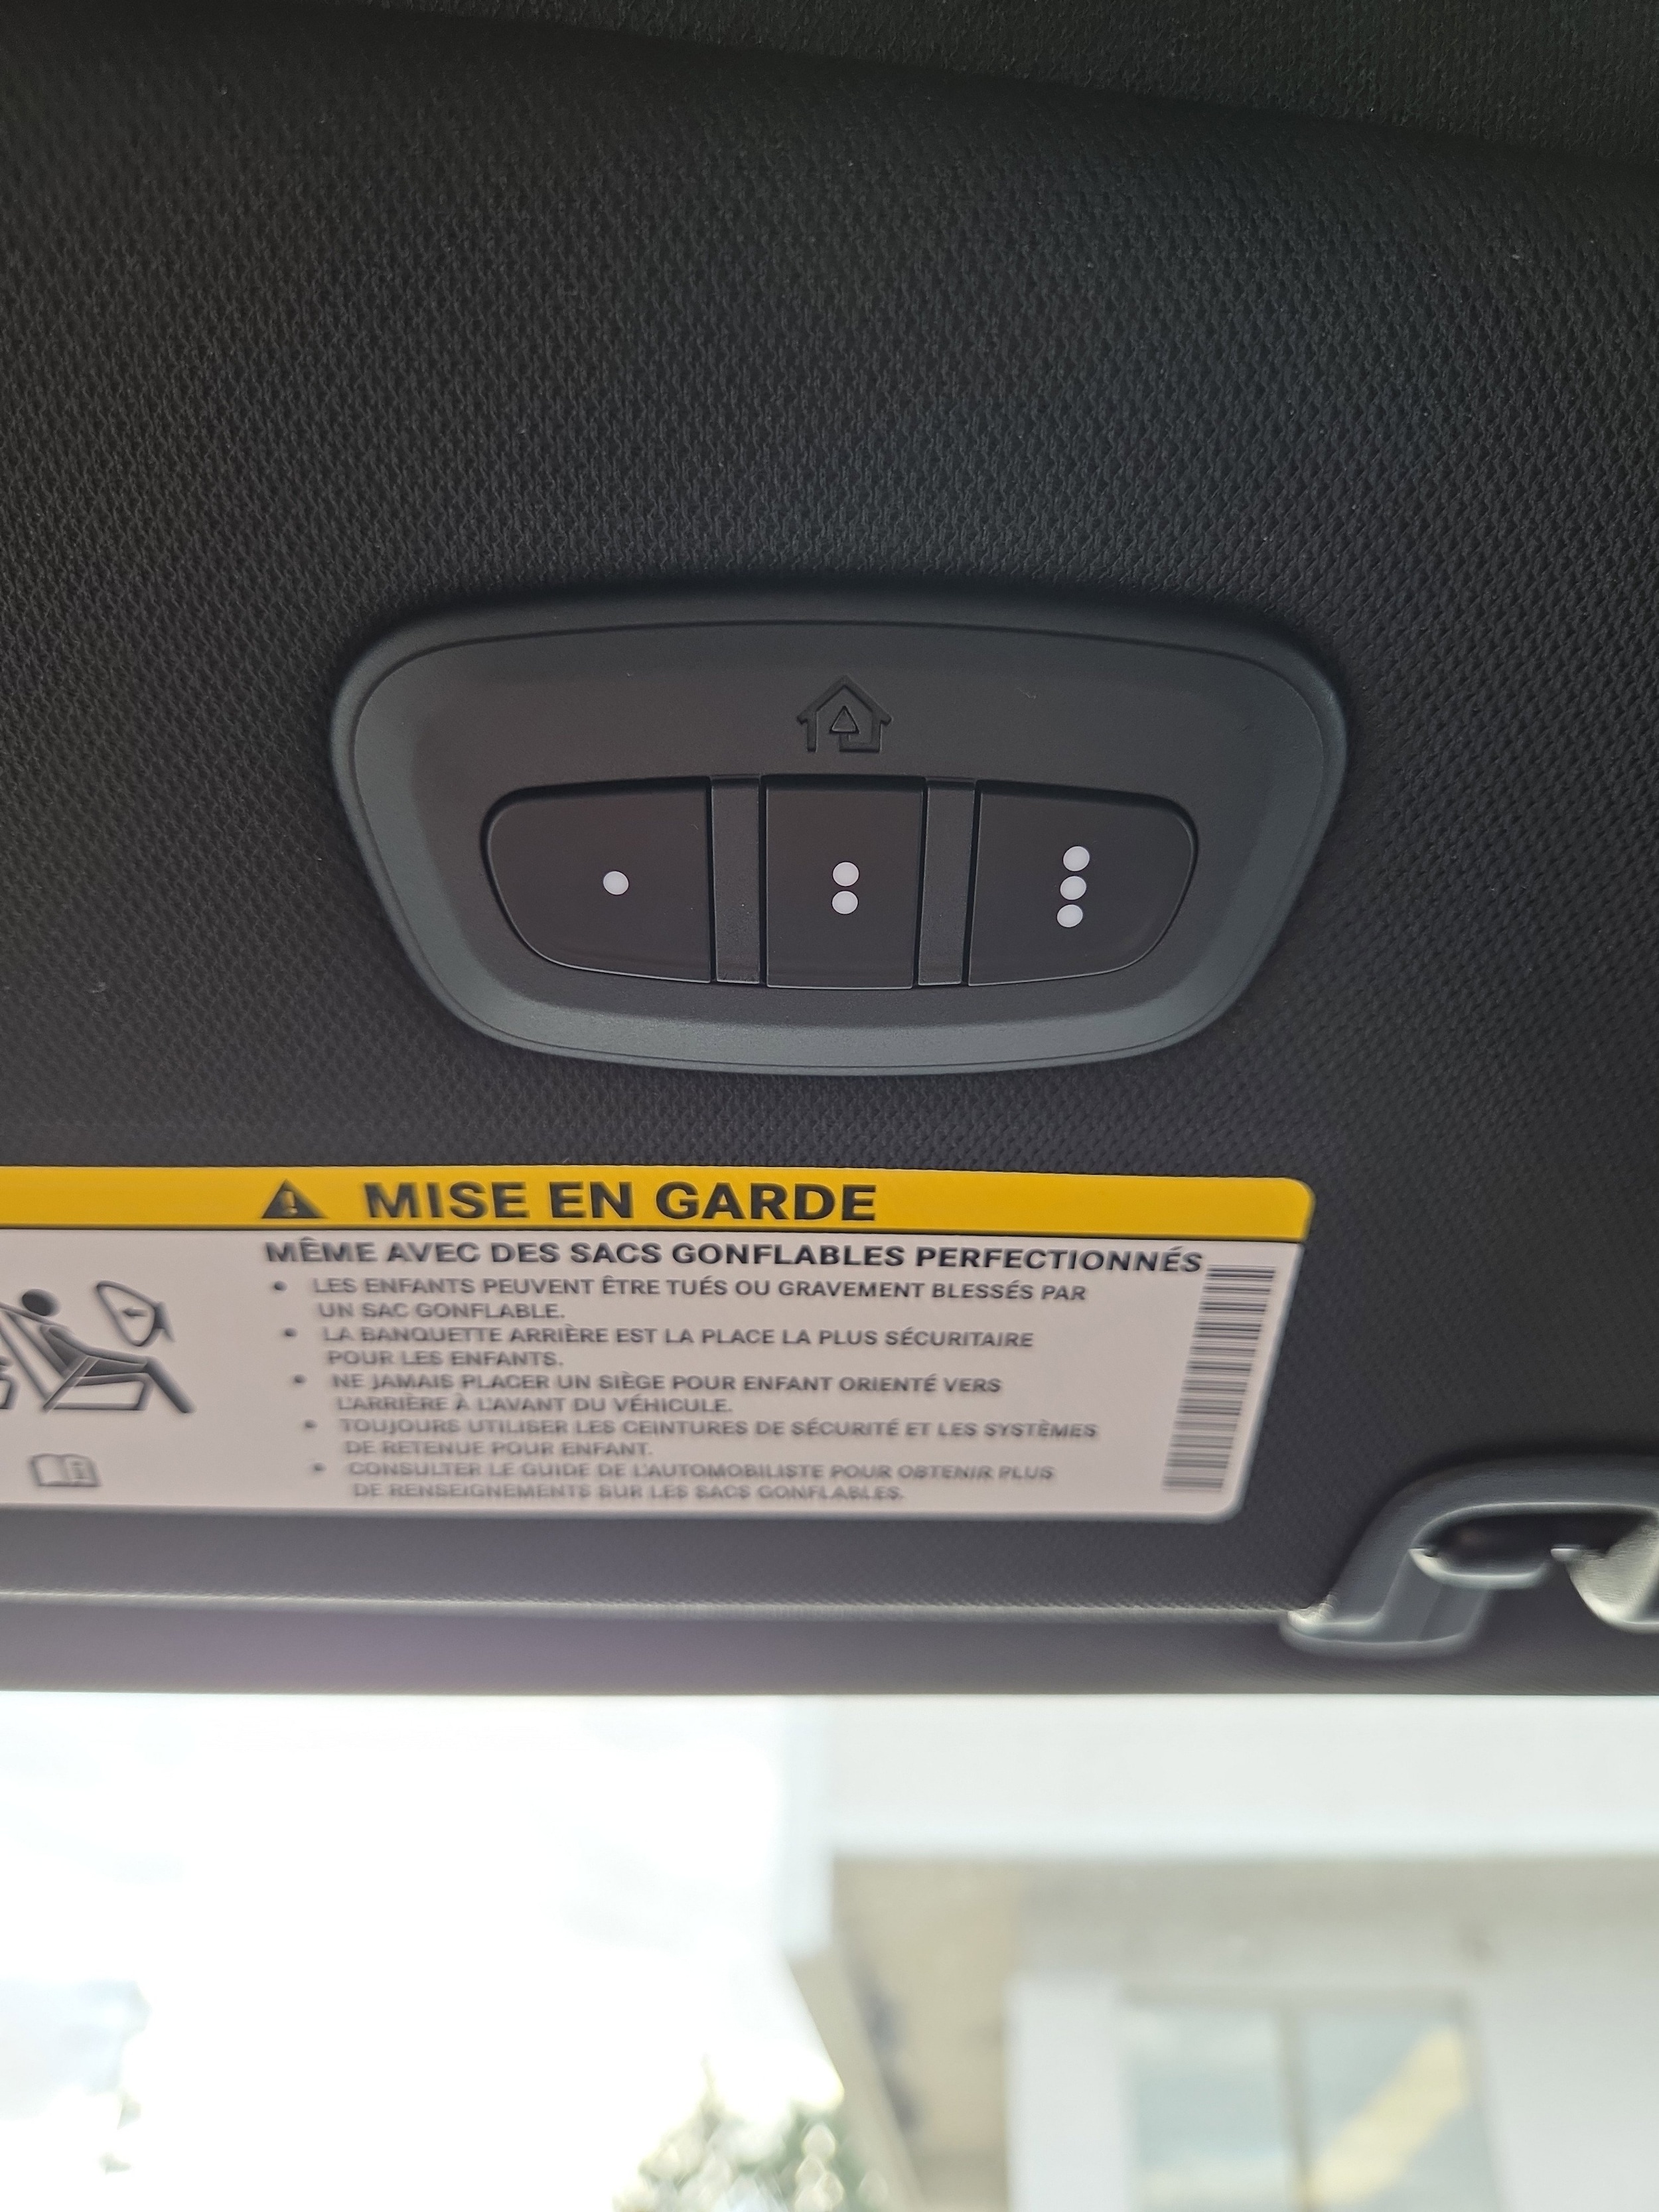 MISE EN GARDE
MÊME AVEC DES SACS GONFLABLES PERFECTIONNÉS
• LES ENFANTS PEUVENT ÊTRE TUÉS OU GRAVEMENT BLESSÉS PAR
UN SAC GONFLABLE.
• LA BANQUETTE ARRIÈRE EST LA PLACE LA PLUS SÉCURITAIRE
POUR LES ENFANTS.
• NE JAMAIS PLACER UN SIÈGE POUR ENFANT ORIENTÉ VERS
L'ARRIÈRE À L'AVANT DU VÉHICULE.
• TOUJOURS UTILISER LES CEINTURES DE SÉCURITÉ ET LES SYSTÈMES
DE RETENUE POUR ENFANT.
• CONSULTER LE GUIDE DE L'AUTOMOBILISTE POUR OBTENIR PLUS
DE RENSEIGNEMENTS SUR LES SACS GONFLABLES.